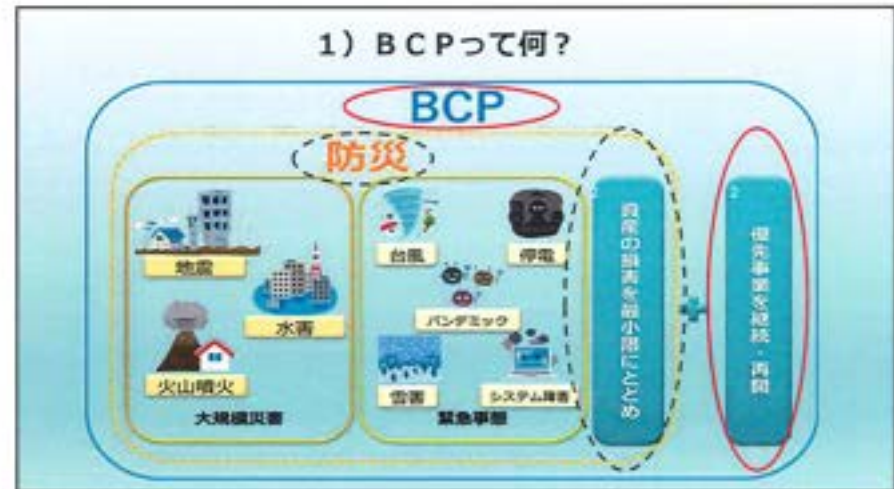 1)BCPって何?
BCP
防災
地震
水害
火山噴火
大規模災害
台風
停電
パンデミック
雪害
システム障害
緊急事態
1
資産の損害を最小限にとどめ
+
2
優先事業を継続・再開